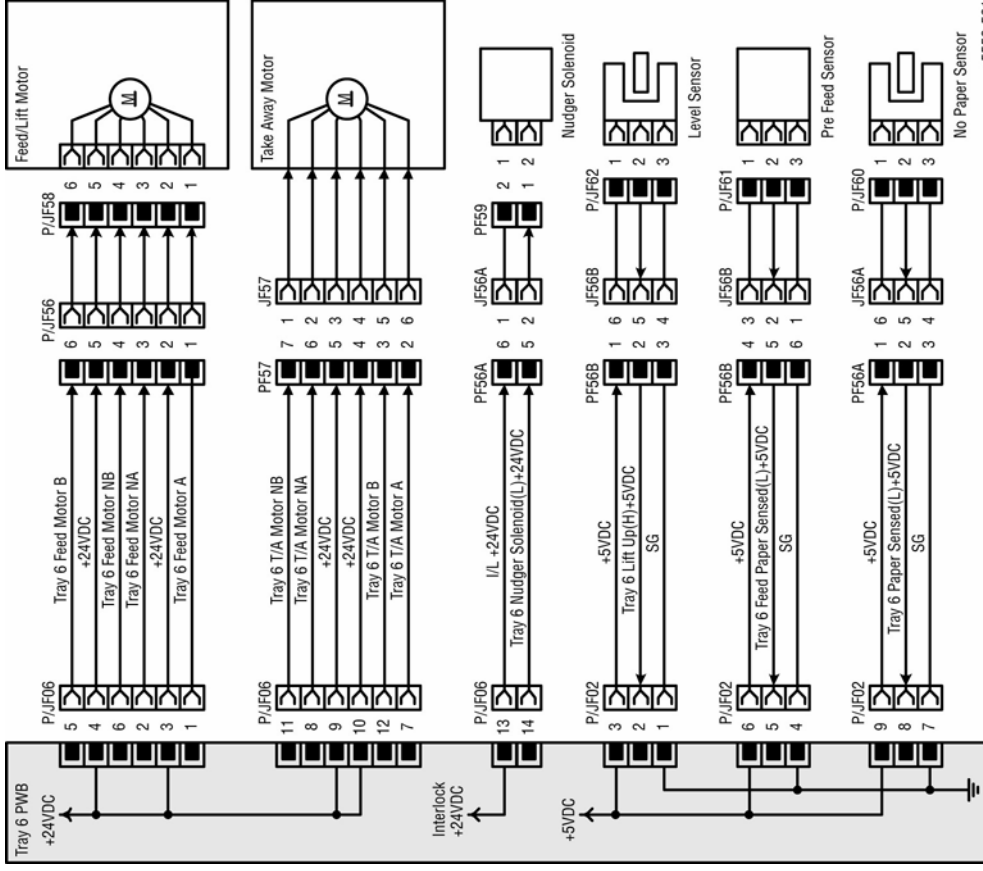 Feed/Lift Motor
P/JF58
6 5 4 3 2 1
M
P/JF56
6 5 4 3 2 1
Tray 6 Feed Motor B
+24VDC
Tray 6 Feed Motor NB
Tray 6 Feed Motor NA
+24VDC
Tray 6 Feed Motor A
P/JF06
5 4 6 2 3 1
Tray 6 PWB
+24VDC
Take Away Motor
M
JF57
1 2 3 4 5 6
7 6 5 4 3 2
PF57
Tray 6 T/A Motor NB
Tray 6 T/A Motor NA
+24VDC
+24VDC
Tray 6 T/A Motor B
Tray 6 T/A Motor A
P/JF06
11 8 9 10 12 7
Nudger Solenoid
1 2
2 1
PF59
JF56A
1 2
6 5
PF56A
I/L +24VDC
Tray 6 Nudger Solenoid(L)+24VDC
P/JF06
13 14
Interlock
+24VDC
Level Sensor
1 2 3
P/JF62
JF56B
6 5 4
1 2 3
PF56B
+5VDC
Tray 6 Lift Up(H)+5VDC
SG
P/JF02
3 2 1
+5VDC
Pre Feed Sensor
1 2 3
P/JF61
JF56B
3 2 1
4 5 6
PF56B
+5VDC
Tray 6 Feed Paper Sensed(L)+5VDC
SG
P/JF02
6 5 4
No Paper Sensor
1 2 3
P/JF60
JF56A
6 5 4
1 2 3
PF56A
+5VDC
Tray 6 Paper Sensed(L)+5VDC
SG
P/JF02
9 8 7